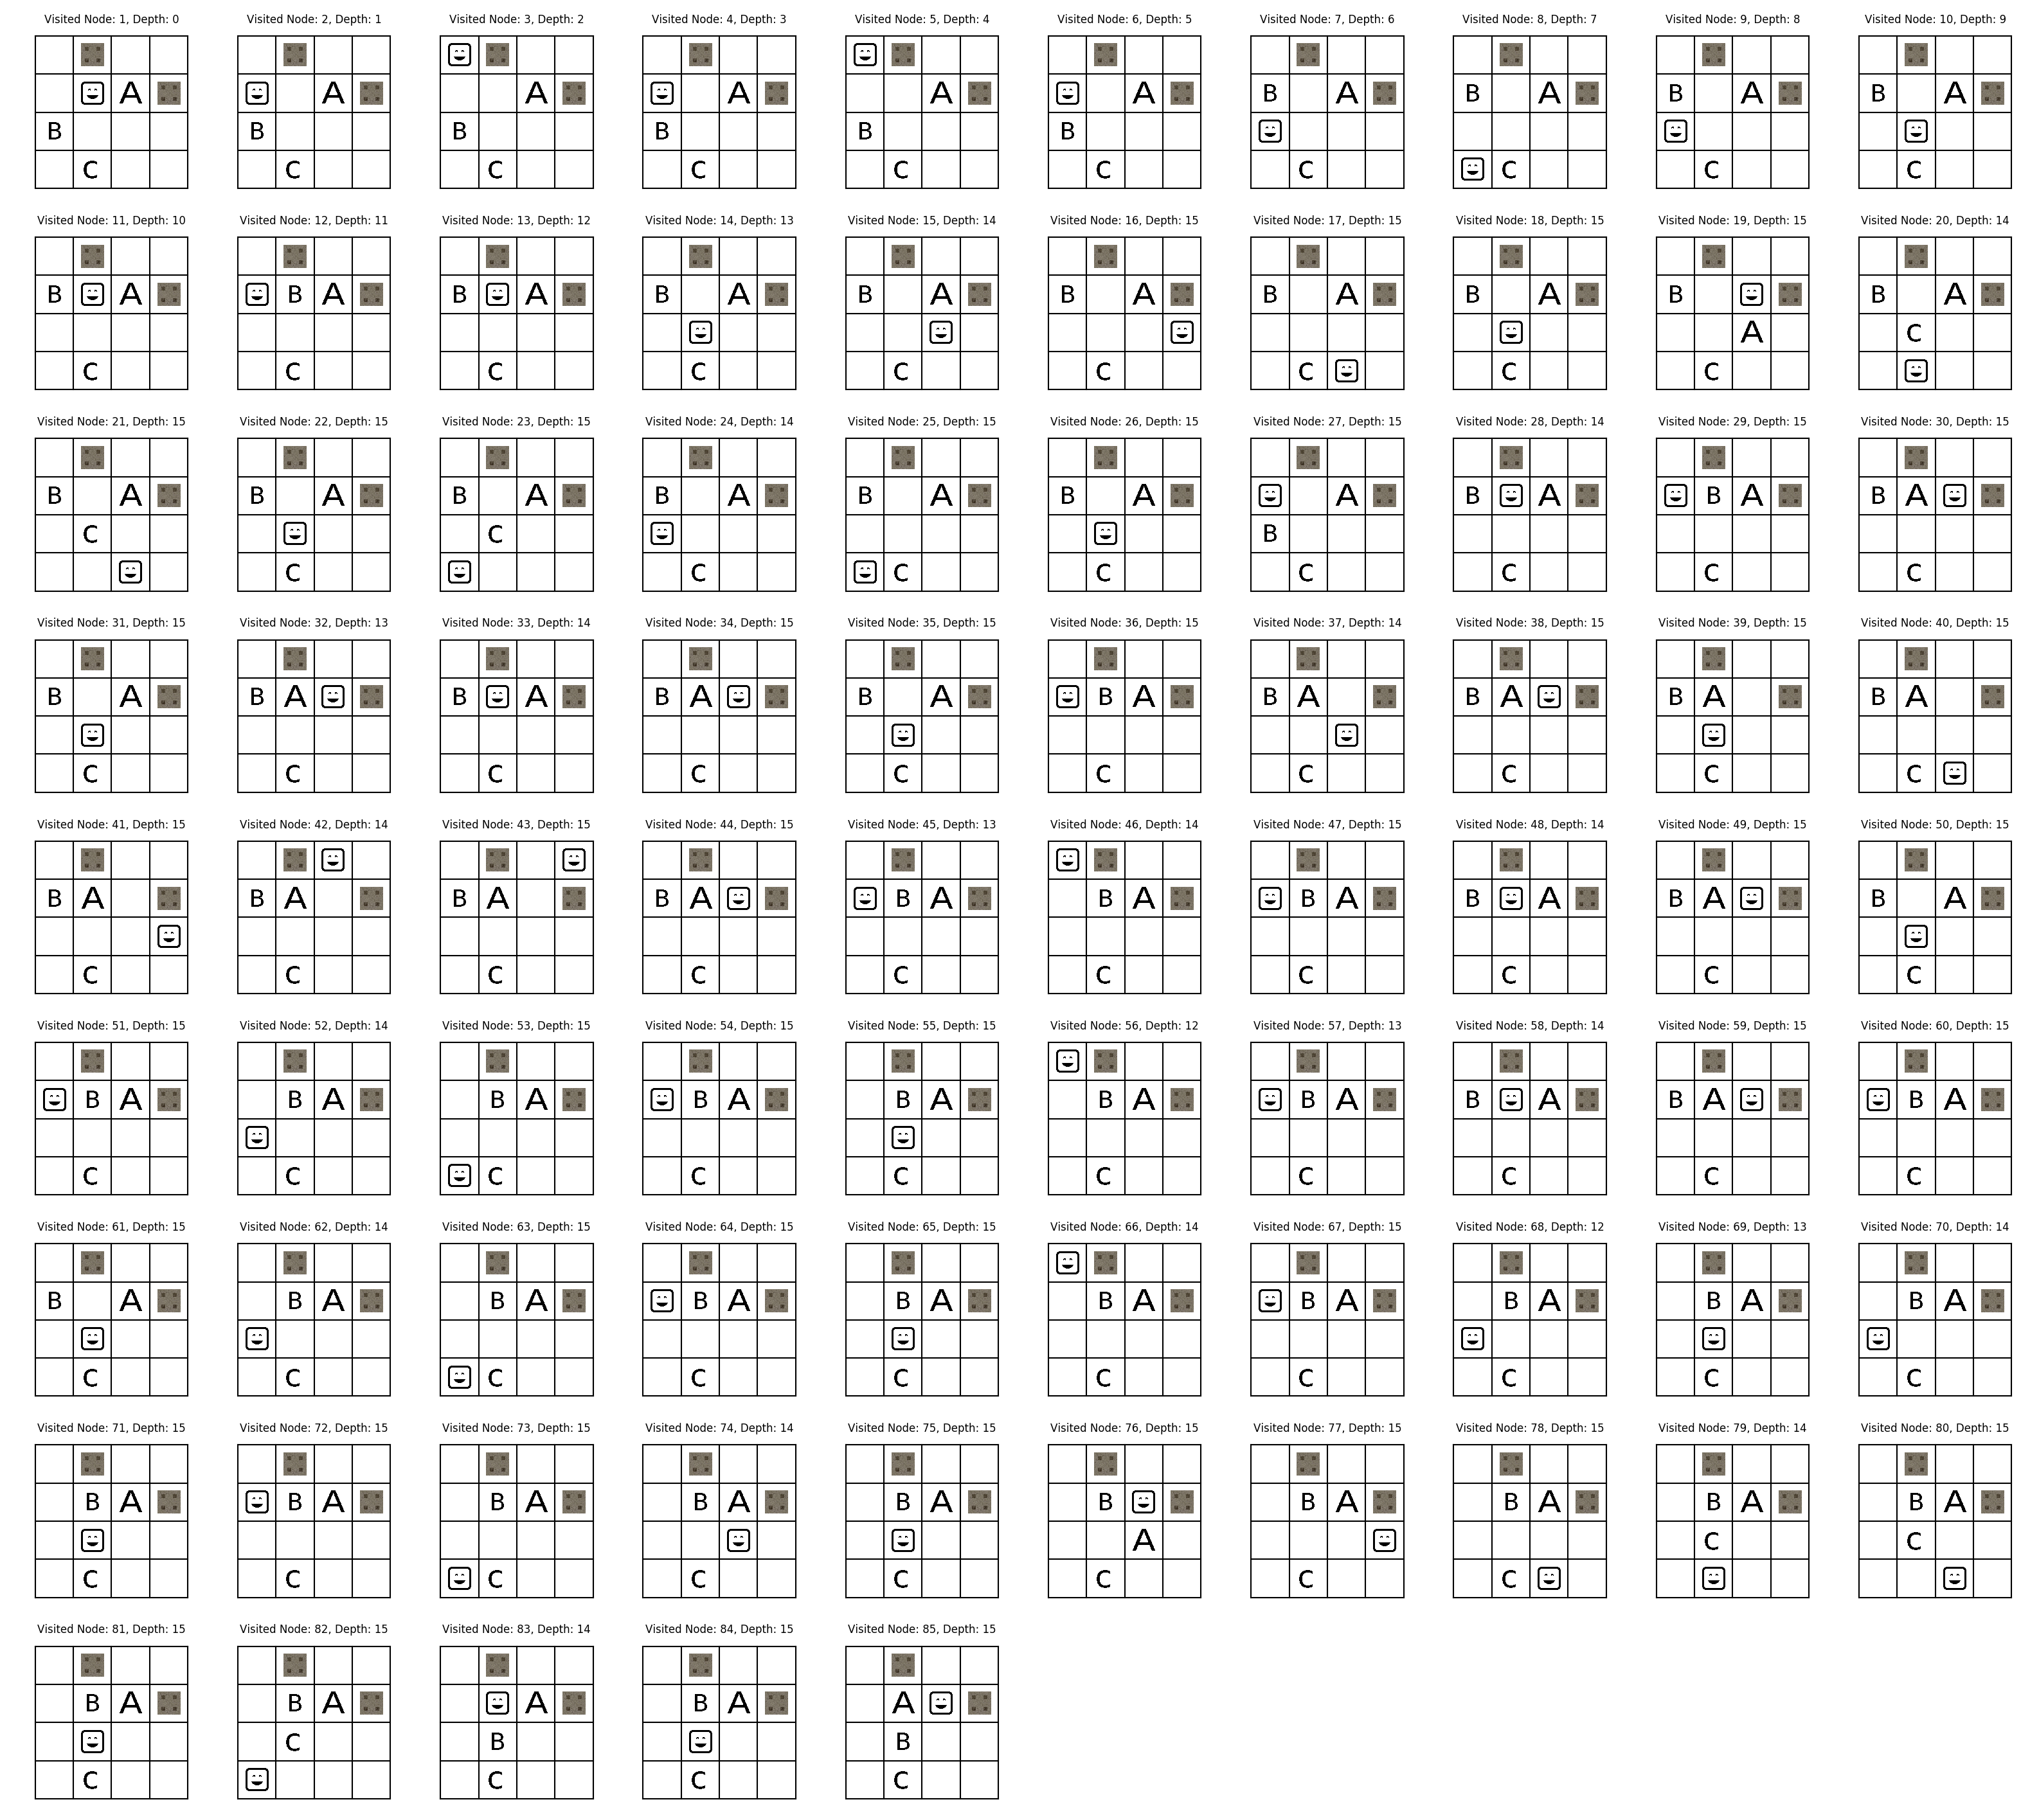 Visited Node: 1, Depth: 0 Visited Node: 2, Depth: 1 Visited Node: 3, Depth: 2 Visited Node: 4, Depth: 3 Visited Node: 5, Depth: 4 Visited Node: 6, Depth: 5 Visited Node: 7, Depth: 6 Visited Node: 8, Depth: 7 Visited Node: 9, Depth: 8 Visited Node: 10, Depth: 9
A A A A A A B A B A B A B A
B B B B B B
C C C C C C C C C C
Visited Node: 11, Depth: 10 Visited Node: 12, Depth: 11 Visited Node: 13, Depth: 12 Visited Node: 14, Depth: 13 Visited Node: 15, Depth: 14 Visited Node: 16, Depth: 15 Visited Node: 17, Depth: 15 Visited Node: 18, Depth: 15 Visited Node: 19, Depth: 15 Visited Node: 20, Depth: 14
B A B A B A B A B A B A B A B A B B A
A C
C C C C C C C C C
Visited Node: 21, Depth: 15 Visited Node: 22, Depth: 15 Visited Node: 23, Depth: 15 Visited Node: 24, Depth: 14 Visited Node: 25, Depth: 15 Visited Node: 26, Depth: 15 Visited Node: 27, Depth: 15 Visited Node: 28, Depth: 14 Visited Node: 29, Depth: 15 Visited Node: 30, Depth: 15
B A B A B A B A B A B A A B A B A B A
C C B
C C C C C C C C
Visited Node: 31, Depth: 15 Visited Node: 32, Depth: 13 Visited Node: 33, Depth: 14 Visited Node: 34, Depth: 15 Visited Node: 35, Depth: 15 Visited Node: 36, Depth: 15 Visited Node: 37, Depth: 14 Visited Node: 38, Depth: 15 Visited Node: 39, Depth: 15 Visited Node: 40, Depth: 15
B A B A B A B A B A B A B A B A B A B A
C C C C C C C C C C
Visited Node: 41, Depth: 15 Visited Node: 42, Depth: 14 Visited Node: 43, Depth: 15 Visited Node: 44, Depth: 15 Visited Node: 45, Depth: 13 Visited Node: 46, Depth: 14 Visited Node: 47, Depth: 15 Visited Node: 48, Depth: 14 Visited Node: 49, Depth: 15 Visited Node: 50, Depth: 15
B A B A B A B A B A B A B A B A B A B A
C C C C C C C C C C
Visited Node: 51, Depth: 15 Visited Node: 52, Depth: 14 Visited Node: 53, Depth: 15 Visited Node: 54, Depth: 15 Visited Node: 55, Depth: 15 Visited Node: 56, Depth: 12 Visited Node: 57, Depth: 13 Visited Node: 58, Depth: 14 Visited Node: 59, Depth: 15 Visited Node: 60, Depth: 15
B A B A B A B A B A B A B A B A B A B A
C C C C C C C C C C
Visited Node: 61, Depth: 15 Visited Node: 62, Depth: 14 Visited Node: 63, Depth: 15 Visited Node: 64, Depth: 15 Visited Node: 65, Depth: 15 Visited Node: 66, Depth: 14 Visited Node: 67, Depth: 15 Visited Node: 68, Depth: 12 Visited Node: 69, Depth: 13 Visited Node: 70, Depth: 14
B A B A B A B A B A B A B A B A B A B A
C C C C C C C C C C
Visited Node: 71, Depth: 15 Visited Node: 72, Depth: 15 Visited Node: 73, Depth: 15 Visited Node: 74, Depth: 14 Visited Node: 75, Depth: 15 Visited Node: 76, Depth: 15 Visited Node: 77, Depth: 15 Visited Node: 78, Depth: 15 Visited Node: 79, Depth: 14 Visited Node: 80, Depth: 15
B A B A B A B A B A B B A B A B A B A
A C C
C C C C C C C C
Visited Node: 81, Depth: 15 Visited Node: 82, Depth: 15 Visited Node: 83, Depth: 14 Visited Node: 84, Depth: 15 Visited Node: 85, Depth: 15
B A B A A B A A
C B B
C C C C